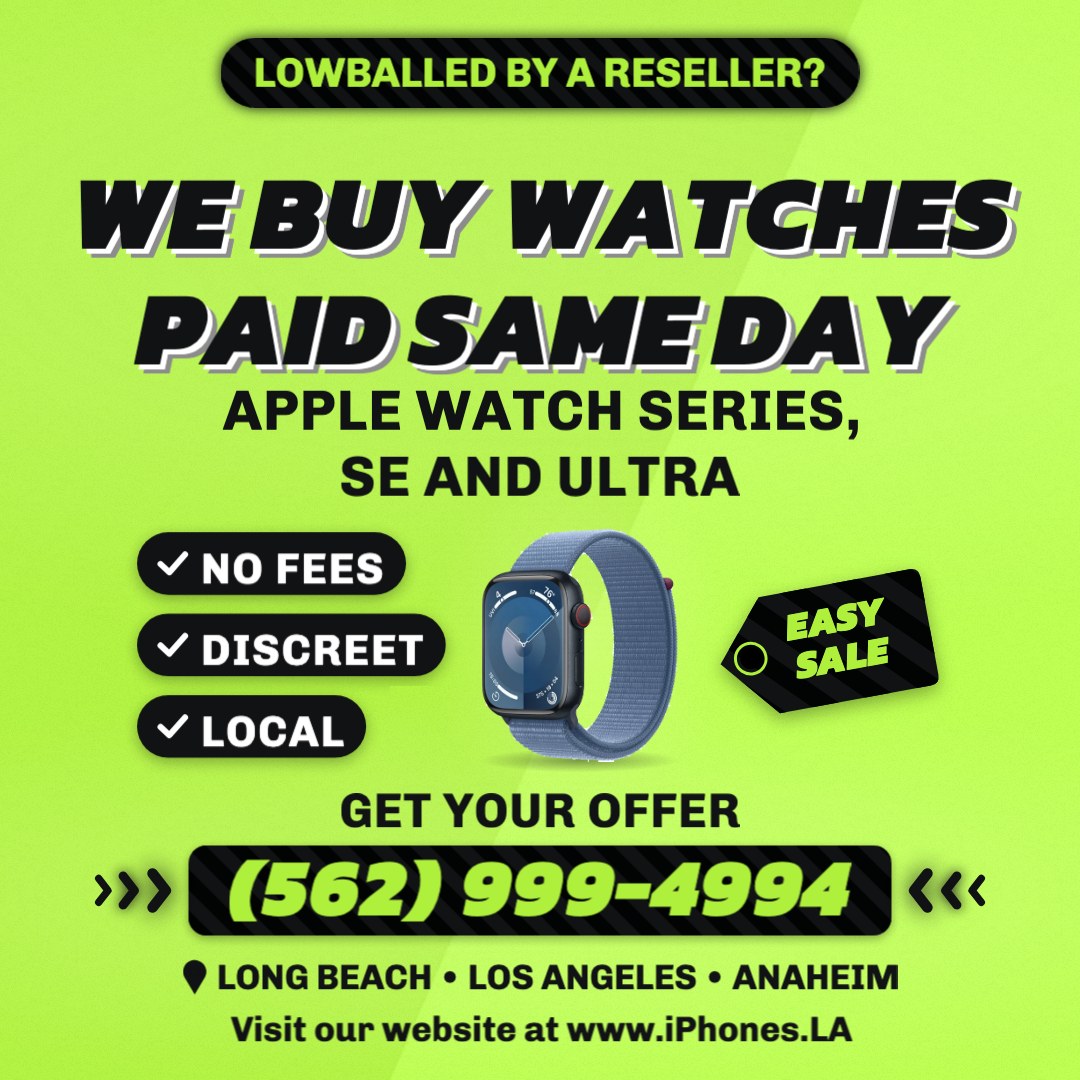 LOWBALLED BY A RESELLER?
WE BUY WATCHES
PAID SAME DAY
APPLE WATCH SERIES,
SE AND ULTRA
NO FEES
DISCREET
LOCAL
4
76°
EASY
SALE
GET YOUR OFFER
(562) 999-4994
LONG BEACH • LOS ANGELES • ANAHEIM
Visit our website at www.iPhones.LA